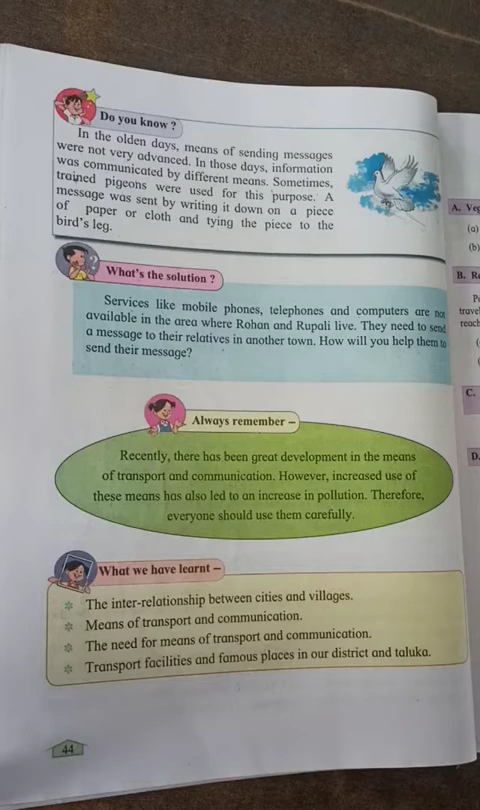 Do you know ?
In the olden days, means of sending messages
were not very advanced. In those days, information
was communicated by different means. Sometimes,
trained pigeons were used for this purpose. A
message was sent by writing it down on a piece
of paper or cloth and tying the piece to the
bird's leg.
What's the solution ?
Services like mobile phones, telephones and computers are not
available in the area where Rohan and Rupali live. They need to send
a message to their relatives in another town. How will you help them to
send their message?
Always remember –
Recently, there has been great development in the means
of transport and communication. However, increased use of
these means has also led to an increase in pollution. Therefore,
everyone should use them carefully.
What we have learnt –
The inter-relationship between cities and villages.
Means of transport and communication.
The need for means of transport and communication.
Transport facilities and famous places in our district and taluka.
44
A.
(a)
(b)
B.
C.
D.